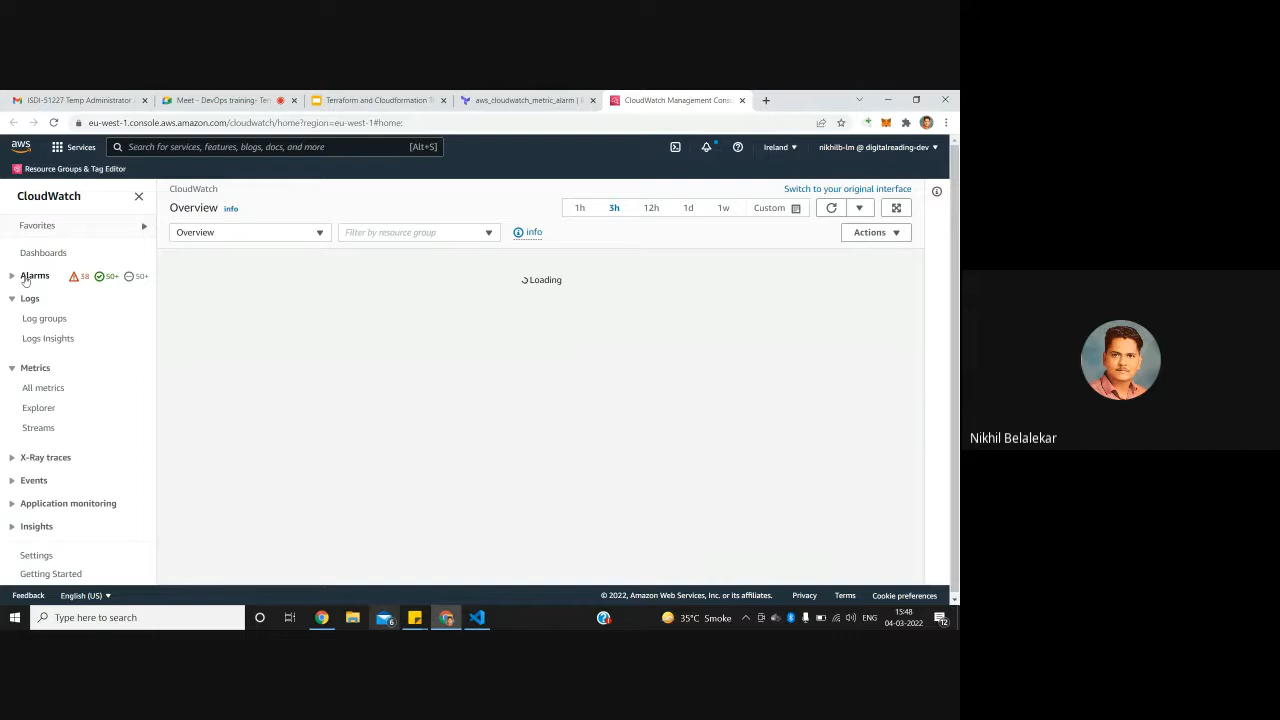 ISDI-51227 Temp Administrator
Meet - DevOps training- Ter
Terraform and Cloudformation T
aws_cloudwatch_metric_alarm |
CloudWatch Management Cons
eu-west-1.console.aws.amazon.com/cloudwatch/home?region=eu-west-1#home:
aws
Services
Search for services, features, blogs, docs, and more
[Alt+S]
Ireland
nikhilb-lm @ digitalreading-dev
Resource Groups & Tag Editor
CloudWatch
Favorites
Dashboards
Alarms
38
50+
50+
Logs
Log groups
Logs Insights
Metrics
All metrics
Explorer
Streams
X-Ray traces
Events
Application monitoring
Insights
Settings
Getting Started
CloudWatch
Switch to your original interface
Overview
info
1h
3h
12h
1d
1w
Custom
Overview
Filter by resource group
info
Actions
Loading
Nikhil Belalekar
Feedback
English (US)
© 2022, Amazon Web Services, Inc. or its affiliates.
Privacy
Terms
Cookie preferences
Type here to search
6
35°C Smoke
ENG
15:48
04-03-2022
12